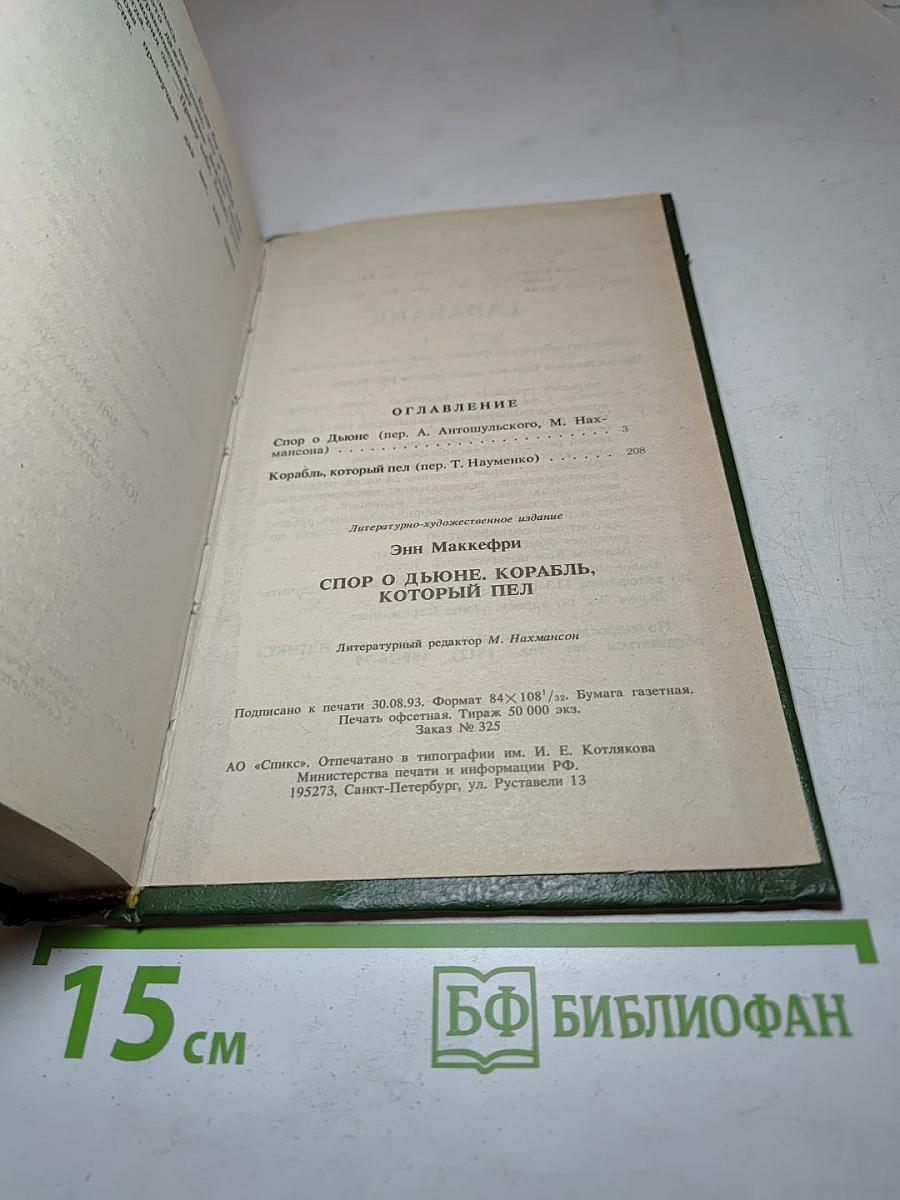 ОГЛАВЛЕНИЕ
Спор о Дьюне (пер. А. Антошульского, М. Нах-
мансона) . . . . . . . . . . . . . . . . . . . . . . . . 3
Корабль, который пел (пер. Т. Науменко) . . . . . . 208
Литературно-художественное издание
Энн Маккефри
СПОР О ДЬЮНЕ. КОРАБЛЬ,
КОТОРЫЙ ПЕЛ
Литературный редактор М. Нахмансон
Подписано к печати 30.08.93. Формат 84×108¹/₃₂. Бумага газетная.
Печать офсетная. Тираж 50 000 экз.
Заказ № 325
АО «Спикс». Отпечатано в типографии им. И. Е. Котлякова
Министерства печати и информации РФ.
195273, Санкт-Петербург, ул. Руставели 13
15 см
БФ БИБЛИОФАН